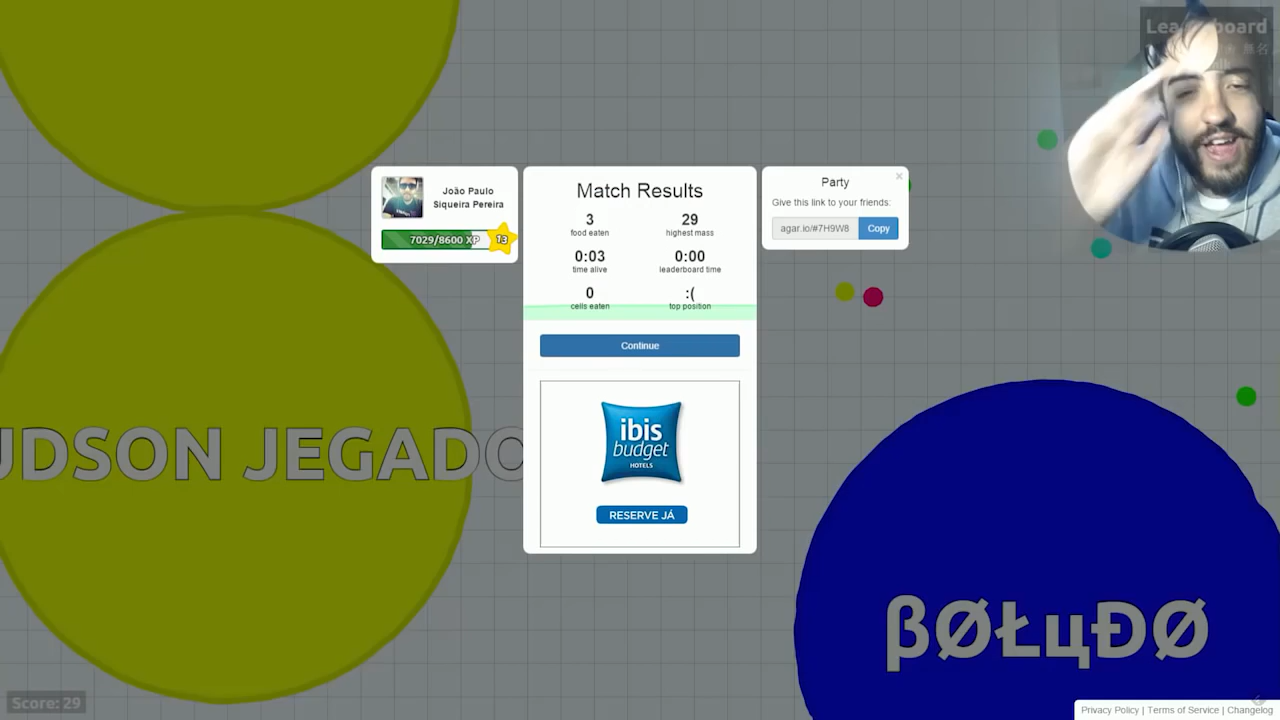 Match Results
João Paulo
Siqueira Pereira
7029/8600 XP
13
3
food eaten
29
highest mass
0:03
time alive
0:00
leaderboard time
0
cells eaten
:(
top position
Continue
ibis
budget
HOTELS
RESERVE JÁ
Party
×
Give this link to your friends:
agar.io/#7H9W8
Copy
UDSON JEGADO
βØŁцĐØ
Score: 29
Privacy Policy | Terms of Service | Changelog